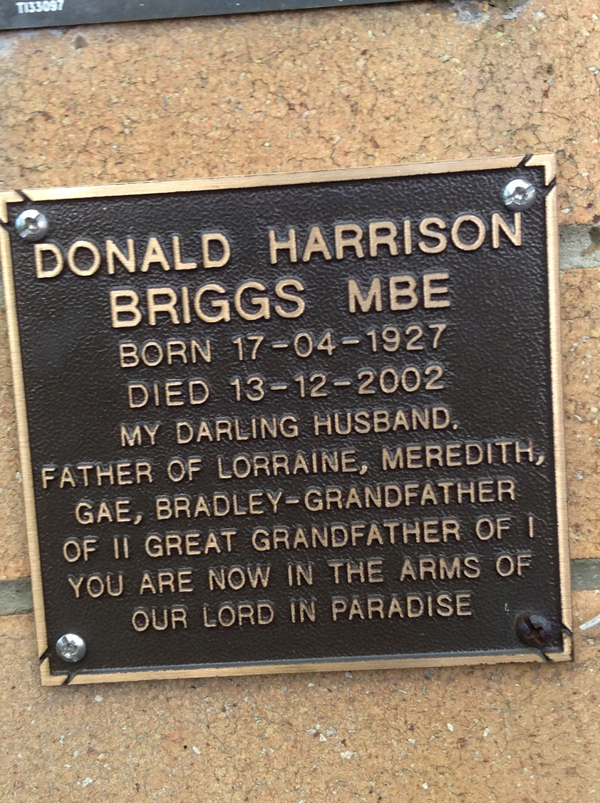 TI33097
DONALD HARRISON
BRIGGS MBE
BORN 17-04-1927
DIED 13-12-2002
MY DARLING HUSBAND.
FATHER OF LORRAINE, MEREDITH,
GAE, BRADLEY-GRANDFATHER
OF 11 GREAT GRANDFATHER OF 1
YOU ARE NOW IN THE ARMS OF
OUR LORD IN PARADISE